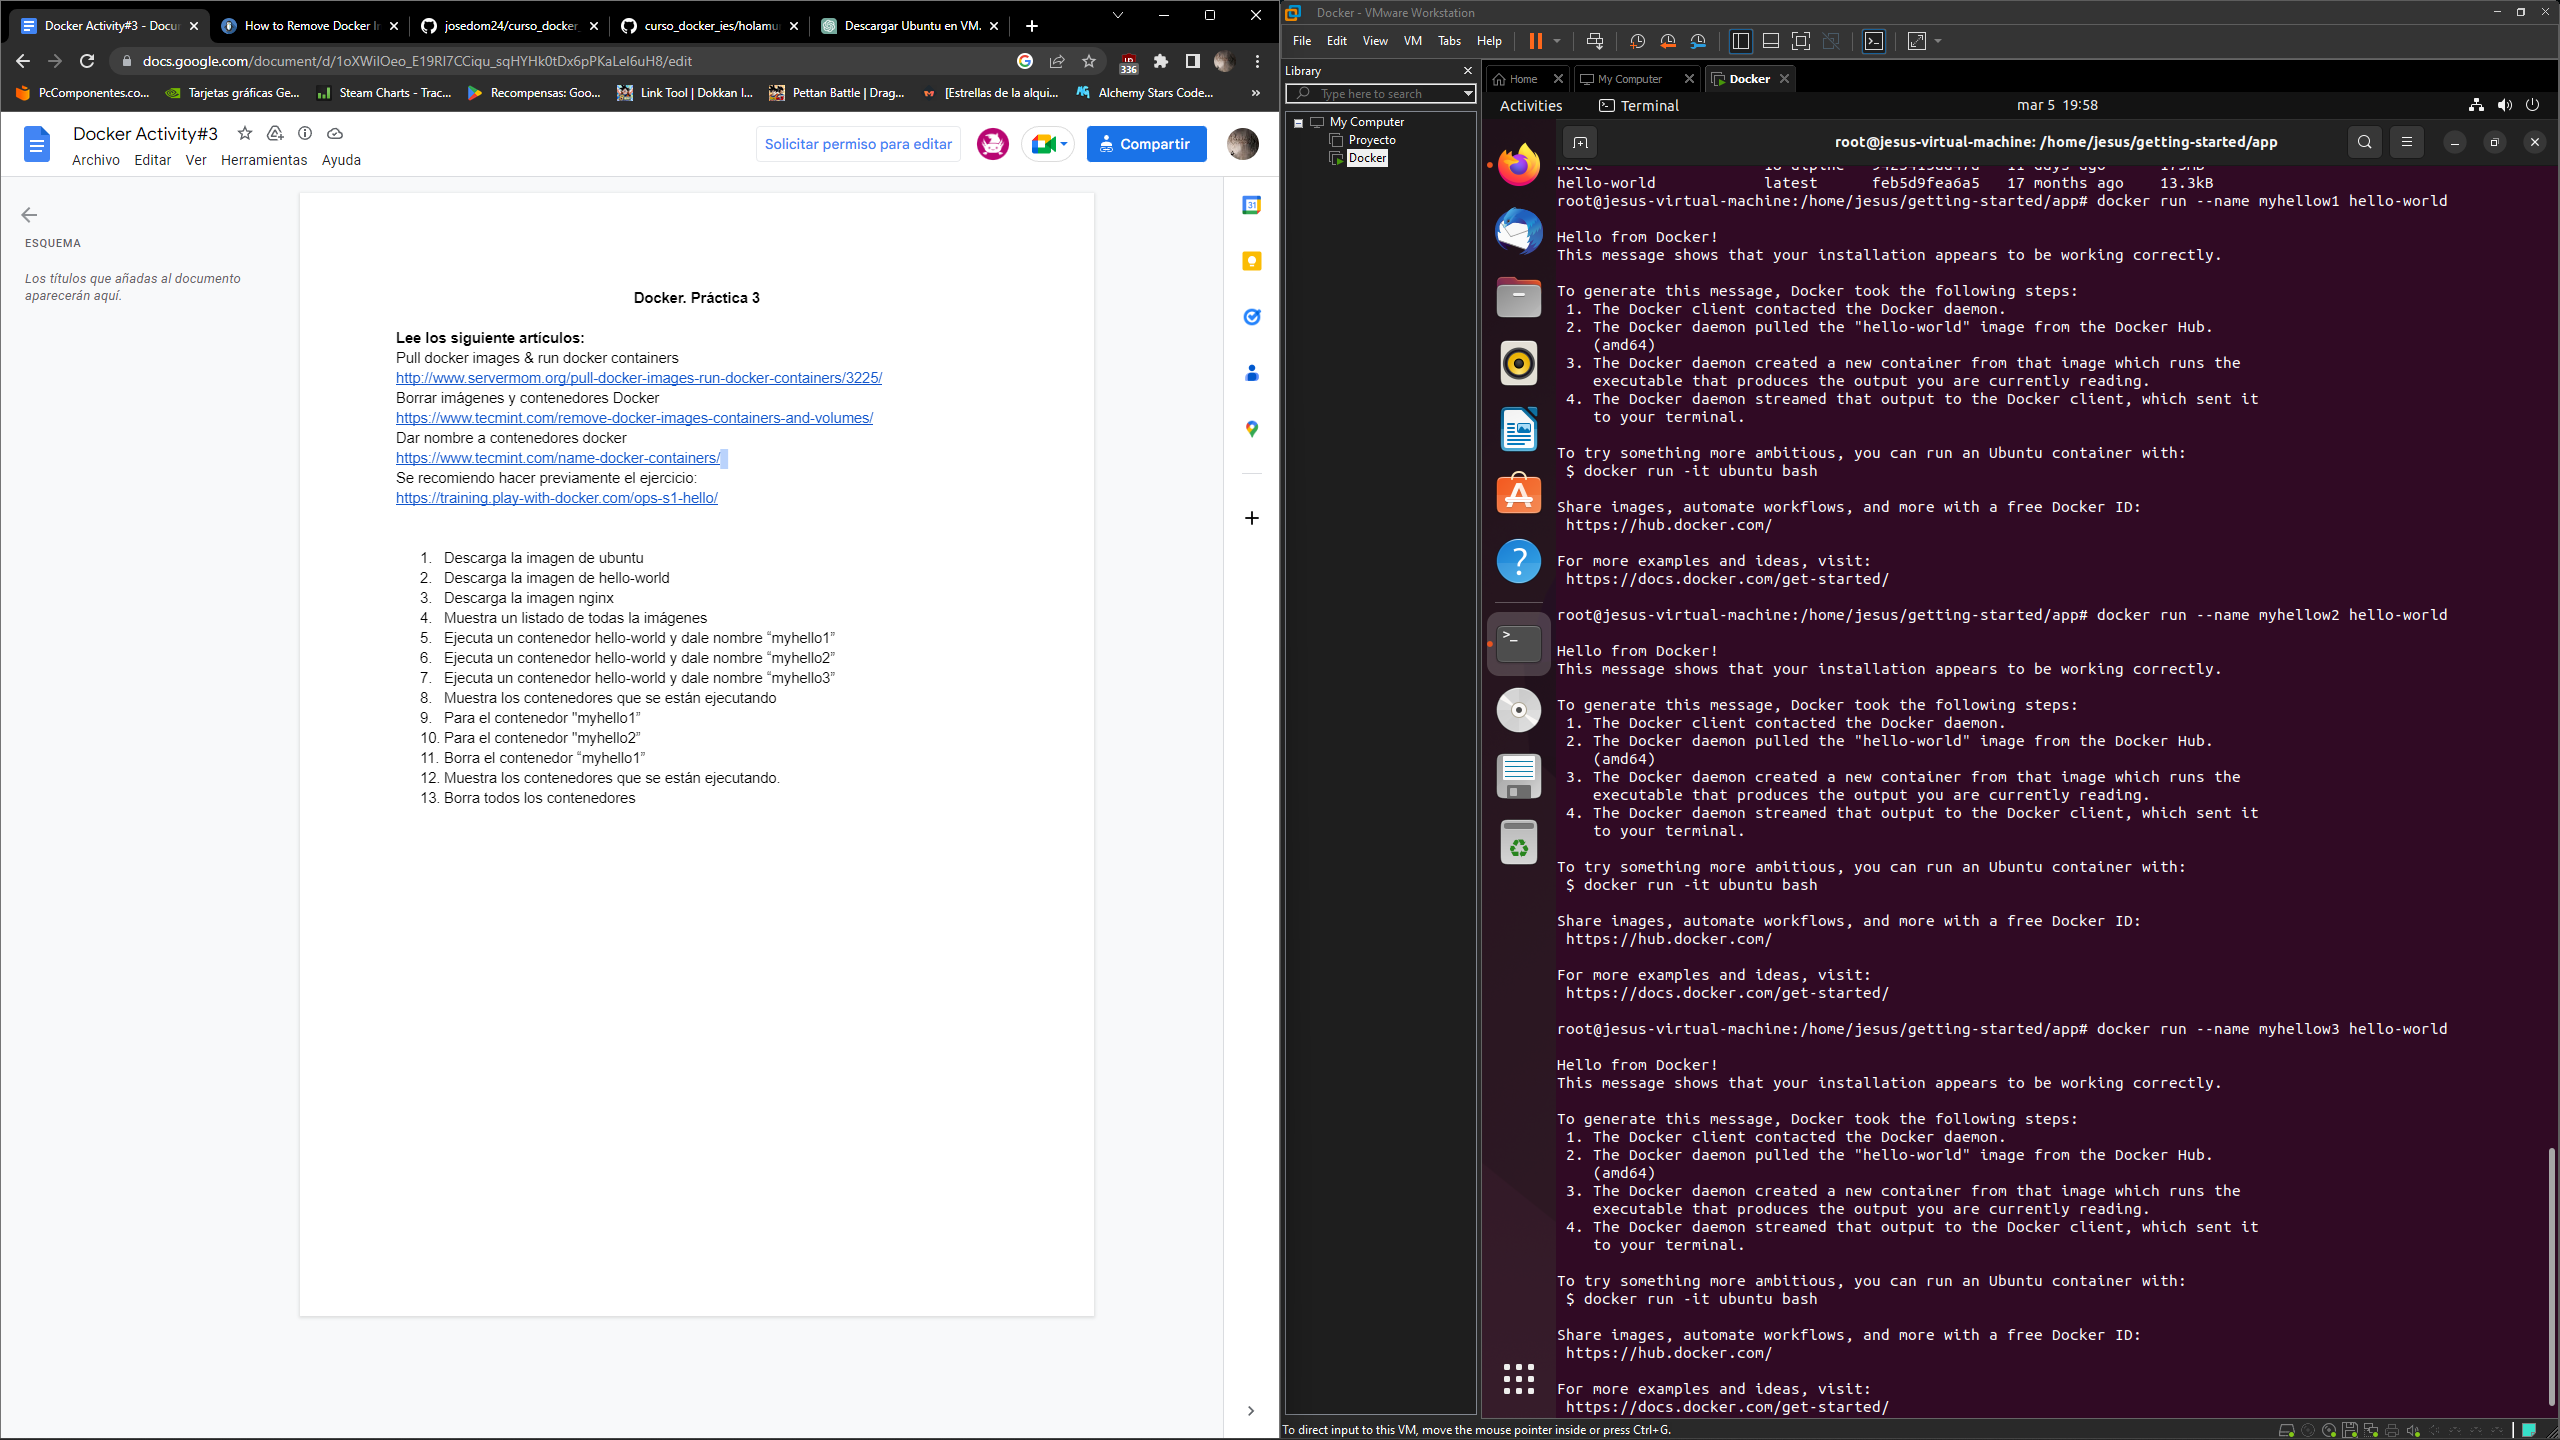 Docker Activity#3 - Docu
How to Remove Docker I
josedom24/curso_docker_
curso_docker_ies/holamu
Descargar Ubuntu en VM.
docs.google.com/document/d/1oXWilOeo_E19Rl7CCiqu_sqHYHk0tDx6pPKaLeI6uH8/edit
336
PcComponentes.co...
Tarjetas gráficas Ge...
Steam Charts - Trac...
Recompensas: Goo...
Link Tool | Dokkan I...
Pettan Battle | Drag...
[Estrellas de la alqui...
Alchemy Stars Code...
»
Docker Activity#3
Archivo Editar Ver Herramientas Ayuda
Solicitar permiso para editar
Compartir
ESQUEMA
Los títulos que añadas al documento
aparecerán aquí.
31
Docker. Práctica 3
Lee los siguiente artículos:
Pull docker images & run docker containers
http://www.servermom.org/pull-docker-images-run-docker-containers/3225/
Borrar imágenes y contenedores Docker
https://www.tecmint.com/remove-docker-images-containers-and-volumes/
Dar nombre a contenedores docker
https://www.tecmint.com/name-docker-containers/
Se recomiendo hacer previamente el ejercicio:
https://training.play-with-docker.com/ops-s1-hello/
1. Descarga la imagen de ubuntu
2. Descarga la imagen de hello-world
3. Descarga la imagen nginx
4. Muestra un listado de todas la imágenes
5. Ejecuta un contenedor hello-world y dale nombre “myhello1”
6. Ejecuta un contenedor hello-world y dale nombre “myhello2”
7. Ejecuta un contenedor hello-world y dale nombre “myhello3”
8. Muestra los contenedores que se están ejecutando
9. Para el contenedor "myhello1”
10. Para el contenedor "myhello2”
11. Borra el contenedor “myhello1”
12. Muestra los contenedores que se están ejecutando.
13. Borra todos los contenedores
Docker - VMware Workstation
File Edit View VM Tabs Help
Library
Type here to search
My Computer
Proyecto
Docker
Home
My Computer
Docker
Activities
Terminal
mar 5 19:58
root@jesus-virtual-machine: /home/jesus/getting-started/app
hello-world latest feb5d9fea6a5 17 months ago 13.3kB
root@jesus-virtual-machine:/home/jesus/getting-started/app# docker run --name myhellow1 hello-world
Hello from Docker!
This message shows that your installation appears to be working correctly.
To generate this message, Docker took the following steps:
1. The Docker client contacted the Docker daemon.
2. The Docker daemon pulled the "hello-world" image from the Docker Hub.
(amd64)
3. The Docker daemon created a new container from that image which runs the
executable that produces the output you are currently reading.
4. The Docker daemon streamed that output to the Docker client, which sent it
to your terminal.
To try something more ambitious, you can run an Ubuntu container with:
$ docker run -it ubuntu bash
Share images, automate workflows, and more with a free Docker ID:
https://hub.docker.com/
For more examples and ideas, visit:
https://docs.docker.com/get-started/
root@jesus-virtual-machine:/home/jesus/getting-started/app# docker run --name myhellow2 hello-world
Hello from Docker!
This message shows that your installation appears to be working correctly.
To generate this message, Docker took the following steps:
1. The Docker client contacted the Docker daemon.
2. The Docker daemon pulled the "hello-world" image from the Docker Hub.
(amd64)
3. The Docker daemon created a new container from that image which runs the
executable that produces the output you are currently reading.
4. The Docker daemon streamed that output to the Docker client, which sent it
to your terminal.
To try something more ambitious, you can run an Ubuntu container with:
$ docker run -it ubuntu bash
Share images, automate workflows, and more with a free Docker ID:
https://hub.docker.com/
For more examples and ideas, visit:
https://docs.docker.com/get-started/
root@jesus-virtual-machine:/home/jesus/getting-started/app# docker run --name myhellow3 hello-world
Hello from Docker!
This message shows that your installation appears to be working correctly.
To generate this message, Docker took the following steps:
1. The Docker client contacted the Docker daemon.
2. The Docker daemon pulled the "hello-world" image from the Docker Hub.
(amd64)
3. The Docker daemon created a new container from that image which runs the
executable that produces the output you are currently reading.
4. The Docker daemon streamed that output to the Docker client, which sent it
to your terminal.
To try something more ambitious, you can run an Ubuntu container with:
$ docker run -it ubuntu bash
Share images, automate workflows, and more with a free Docker ID:
https://hub.docker.com/
For more examples and ideas, visit:
https://docs.docker.com/get-started/
To direct input to this VM, move the mouse pointer inside or press Ctrl+G.